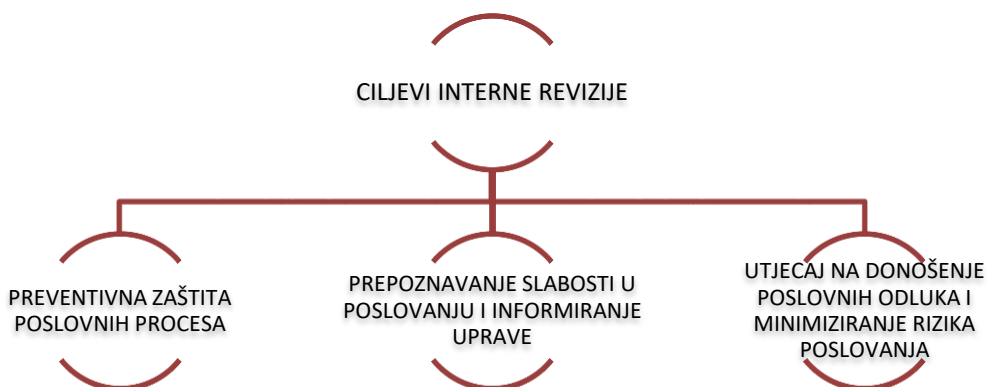 CILJEVI INTERNE REVIZIJE
PREVENTIVNA ZAŠTITA
POSLOVNIH PROCESA
PREPOZNAVANJE SLABOSTI U
POSLOVANJU I INFORMIRANJE
UPRAVE
UTJECAJ NA DONOŠENJE
POSLOVNIH ODLUKA I
MINIMIZIRANJE RIZIKA
POSLOVANJA